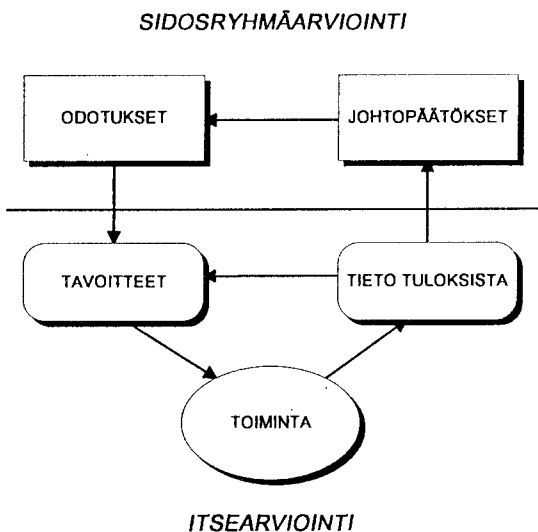 SIDOSRYHMÄARVIOINTI
ODOTUKSET
JOHTOPÄÄTÖKSET
TAVOITTEET
TIETO TULOKSISTA
TOIMINTA
ITSEARVIOINTI